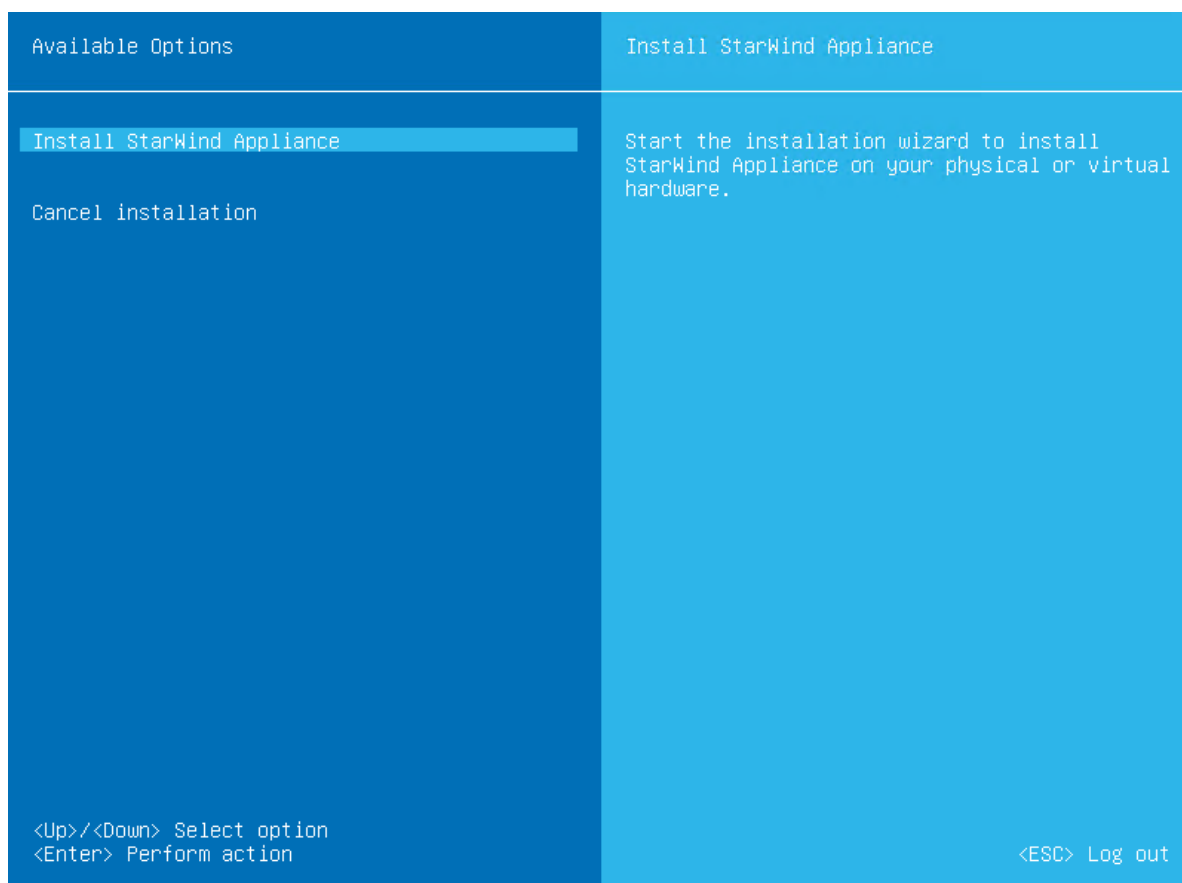 Available Options
Install StarWind Appliance
Install StarWind Appliance
Cancel installation
Start the installation wizard to install
StarWind Appliance on your physical or virtual
hardware.
<Up>/<Down> Select option
<Enter> Perform action
<ESC> Log out